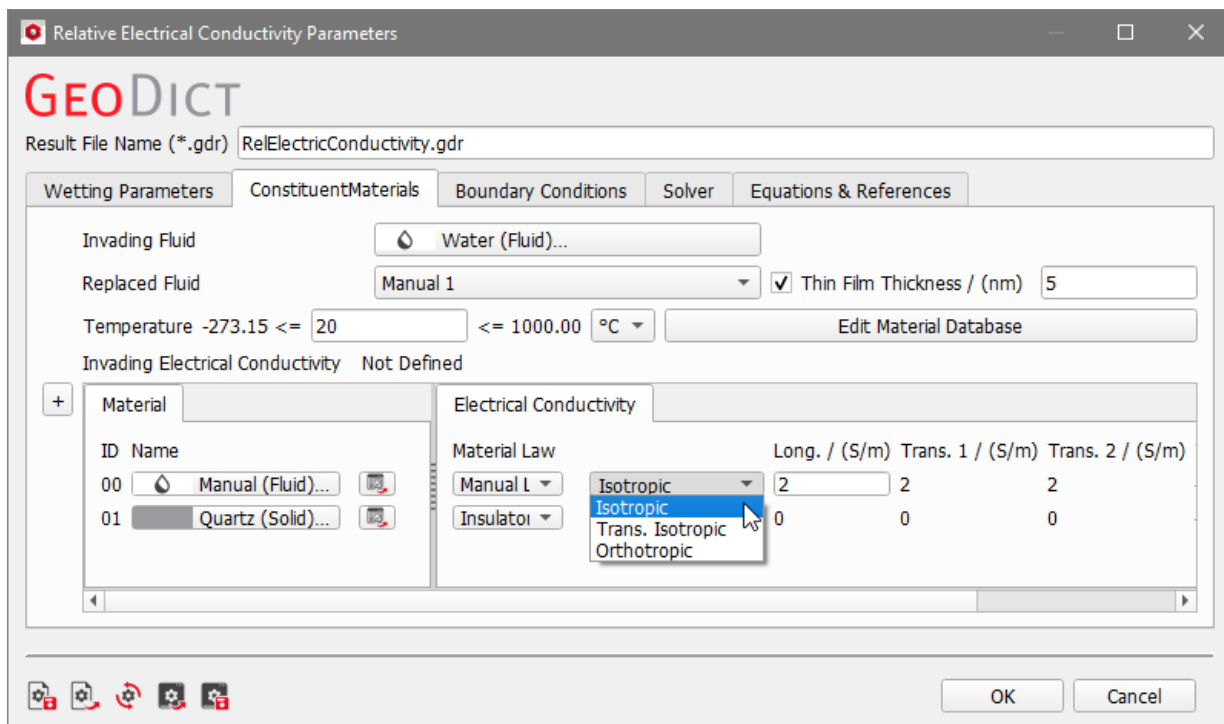 Relative Electrical Conductivity Parameters
GEODICT
Result File Name (*.gdr) RelElectricConductivity.gdr
Wetting Parameters ConstituentMaterials Boundary Conditions Solver Equations & References
Invading Fluid Water (Fluid)...
Replaced Fluid Manual 1 Thin Film Thickness / (nm) 5
Temperature -273.15 <= 20 <= 1000.00 °C Edit Material Database
Invading Electrical Conductivity Not Defined
+ Material Electrical Conductivity
ID Name Material Law Long. / (S/m) Trans. 1 / (S/m) Trans. 2 / (S/m)
00 Manual (Fluid)... Manual L Isotropic 2 2 2
Isotropic
01 Quartz (Solid)... Insulator Trans. Isotropic 0 0 0
Orthotropic
OK Cancel